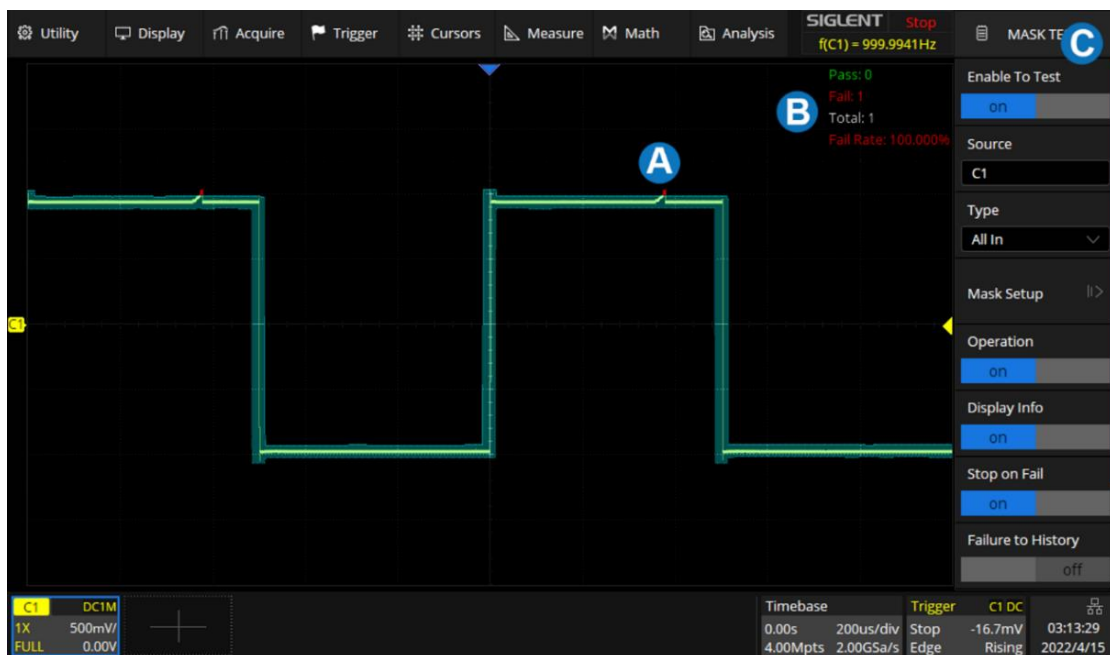 Utility
Display
Acquire
Trigger
Cursors
Measure
Math
Analysis
SIGLENT Stop
f(C1) = 999.9941Hz
MASK TE
C
Pass: 0
Fail: 1
B
Total: 1
Fail Rate: 100.000%
A
C1
Enable To Test
on
Source
C1
Type
All In
Mask Setup
Operation
on
Display Info
on
Stop on Fail
on
Failure to History
off
C1 DC1M
1X 500mV/
FULL 0.00V
Timebase
0.00s 200us/div
4.00Mpts 2.00GSa/s
Trigger C1 DC
Stop -16.7mV
Edge Rising
03:13:29
2022/4/15